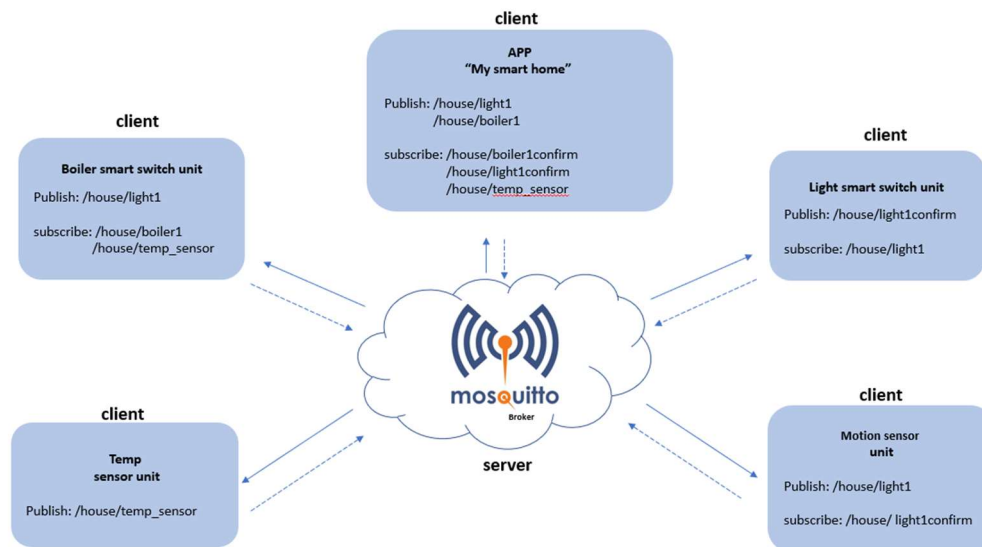 client
APP
“My smart home”
Publish: /house/light1
/house/boiler1
subscribe: /house/boiler1confirm
/house/light1confirm
/house/temp_sensor
client
Boiler smart switch unit
Publish: /house/light1
subscribe: /house/boiler1
/house/temp_sensor
client
Light smart switch unit
Publish: /house/light1confirm
subscribe: /house/light1
mosquitto
Broker
server
client
Temp
sensor unit
Publish: /house/temp_sensor
client
Motion sensor
unit
Publish: /house/light1
subscribe: /house/ light1confirm